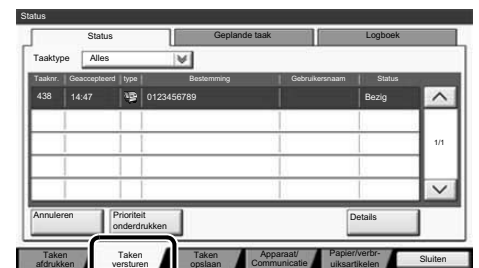 Status
Status Geplande taak Logboek
Taaktype Alles
Taaknr. Geaccepteerd type Bestemming Gebruikersnaam Status
438 14:47 0123456789 Bezig
1/1
Annuleren Prioriteit onderdrukken Details
Taken afdrukken Taken versturen Taken opslaan Apparaat/ Communicatie Papier/verbr- uiksartikelen Sluiten